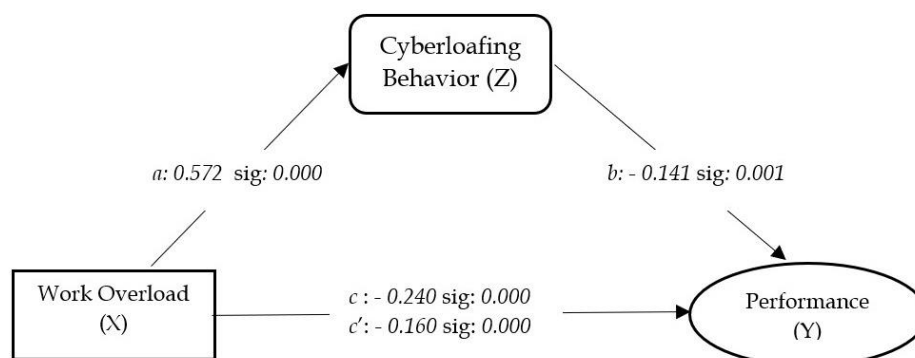 Cyberloafing
Behavior (Z)
a: 0.572 sig: 0.000
b: - 0.141 sig: 0.001
Work Overload
(X)
c : - 0.240 sig: 0.000
c′: - 0.160 sig: 0.000
Performance
(Y)